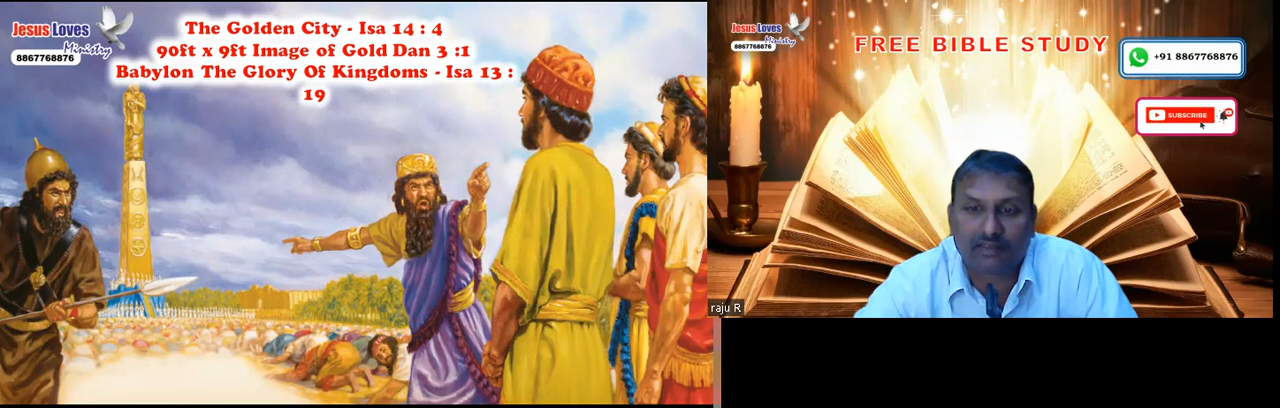 Jesus Loves
Ministry
8867768876
The Golden City - Isa 14 : 4
90ft x 9ft Image of Gold Dan 3 :1
Babylon The Glory Of Kingdoms - Isa 13 :
19
Jesus Loves
Ministry
8867768876
FREE BIBLE STUDY
+91 8867768876
SUBSCRIBE
raju R